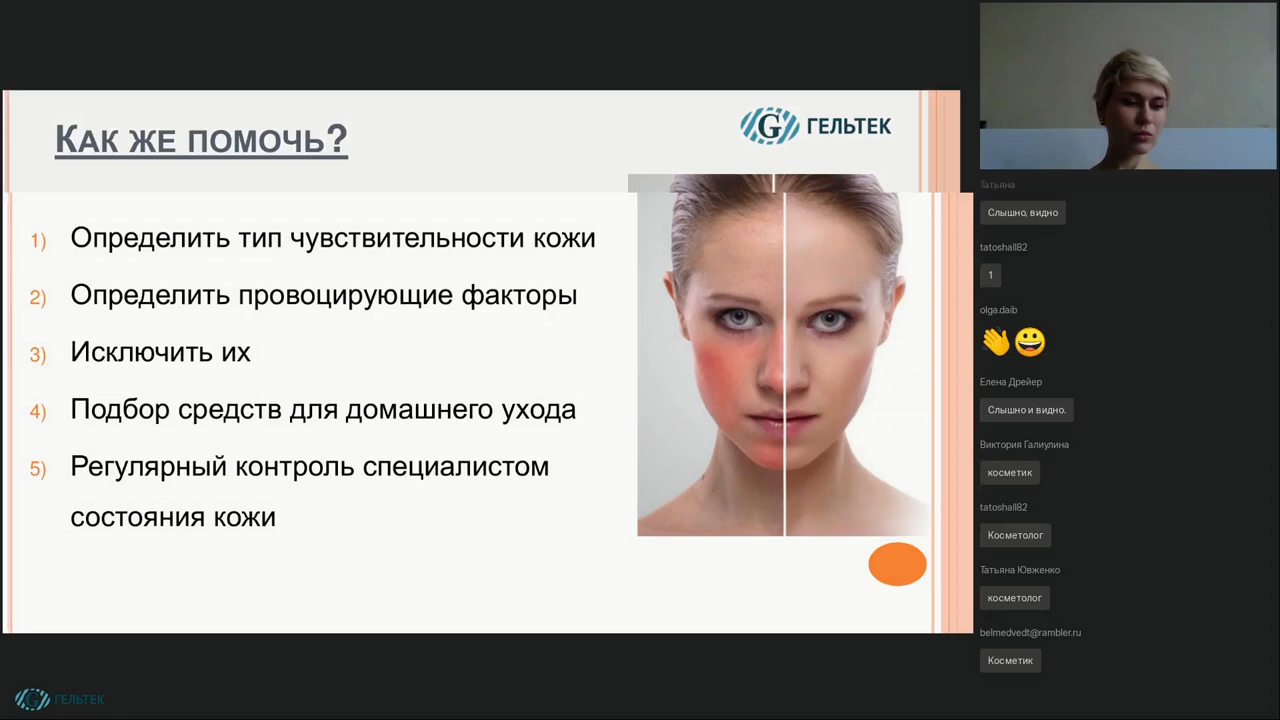 Как же помочь?
G ГЕЛЬТЕК
1) Определить тип чувствительности кожи
2) Определить провоцирующие факторы
3) Исключить их
4) Подбор средств для домашнего ухода
5) Регулярный контроль специалистом
состояния кожи
Татьяна
Слышно, видно
tatoshall82
1
olga.daib
👋😀
Елена Дрейер
Слышно и видно.
Виктория Галиулина
косметик
tatoshall82
Косметолог
Татьяна Ювженко
косметолог
belmedvedt@rambler.ru
Косметик
G ГЕЛЬТЕК